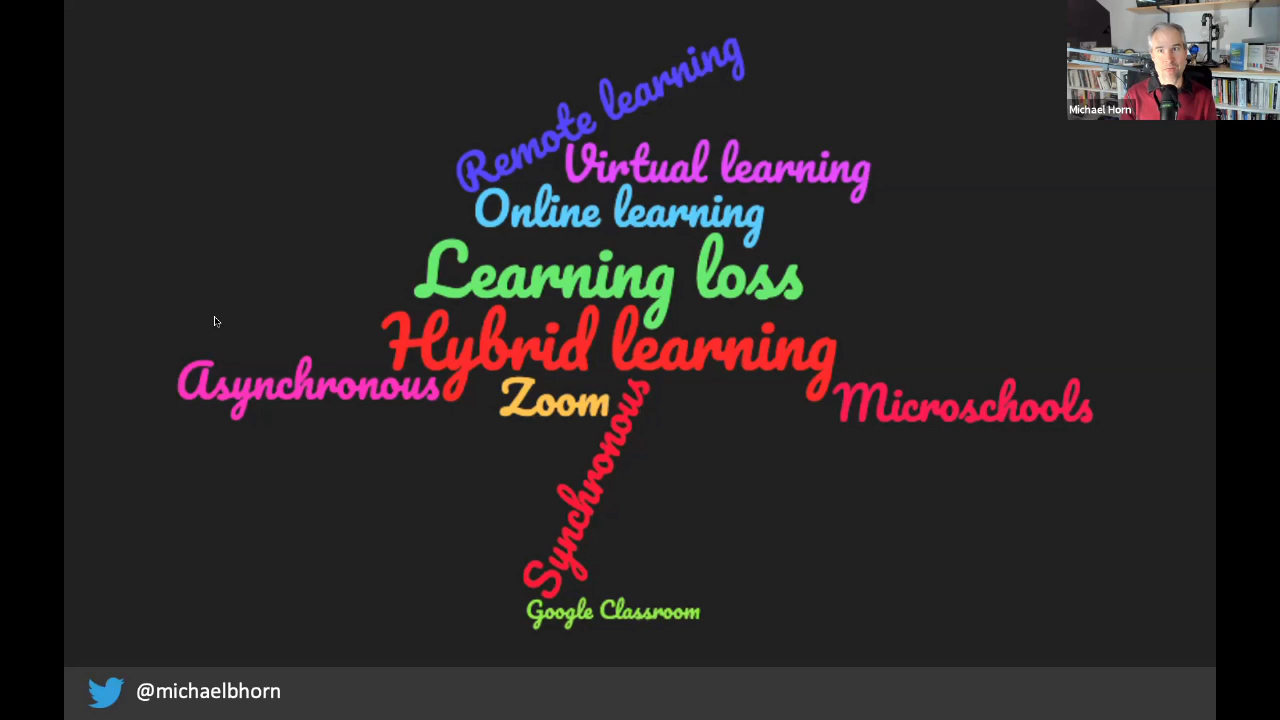 Remote learning
Michael Horn
Virtual learning
Online learning
Learning loss
Hybrid learning
Asynchronous
Zoom
Microschools
Synchronous
Google Classroom
@michaelbhorn